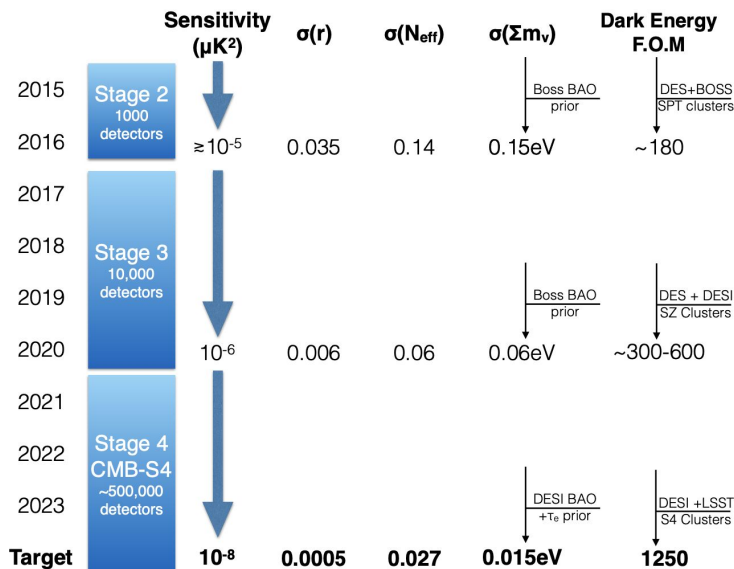 Sensitivity
(μK²)
σ(r)
σ(Neff)
σ(Σmν)
Dark Energy
F.O.M
2015
Stage 2
1000
detectors
Boss BAO
prior
DES+BOSS
SPT clusters
2016
≳10⁻⁵
0.035
0.14
0.15eV
~180
2017
2018
Stage 3
10,000
detectors
2019
Boss BAO
prior
DES + DESI
SZ Clusters
2020
10⁻⁶
0.006
0.06
0.06eV
~300-600
2021
2022
Stage 4
CMB-S4
~500,000
detectors
2023
DESI BAO
+τe prior
DESI +LSST
S4 Clusters
Target
10⁻⁸
0.0005
0.027
0.015eV
1250